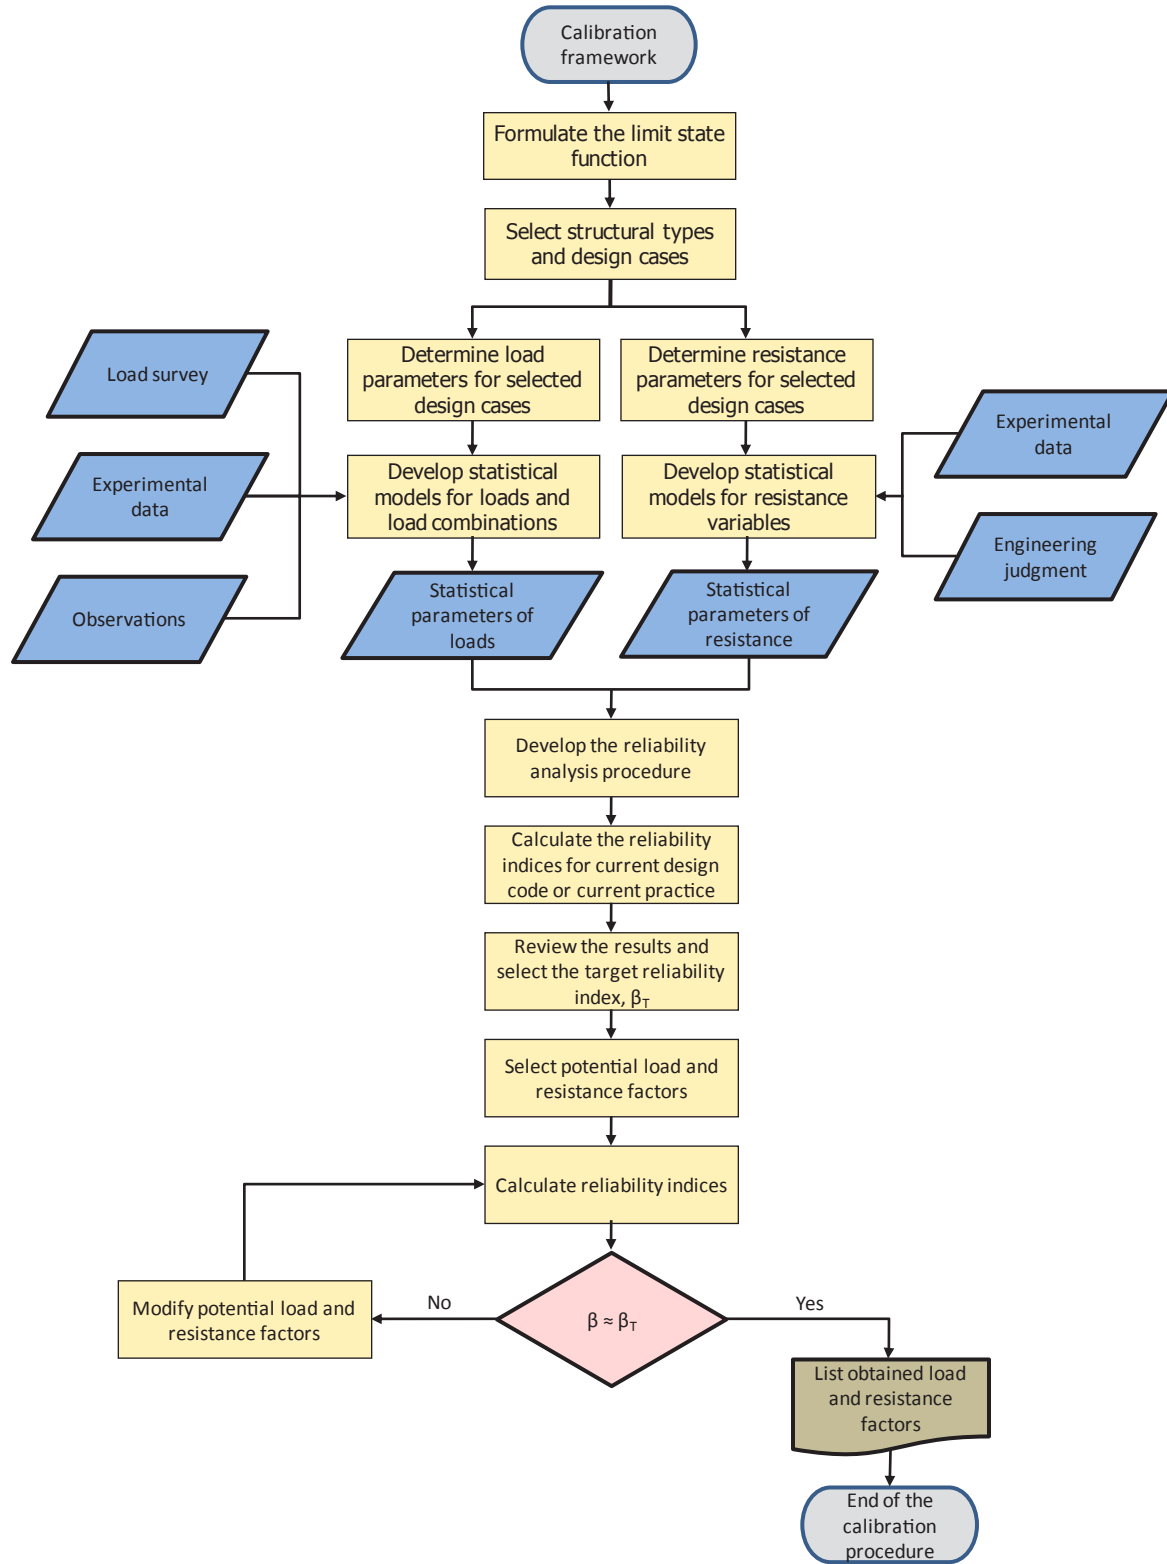 Calibration
framework
Formulate the limit state
function
Select structural types
and design cases
Load survey
Determine load
parameters for selected
design cases
Determine resistance
parameters for selected
design cases
Experimental
data
Experimental
data
Develop statistical
models for loads and
load combinations
Develop statistical
models for resistance
variables
Engineering
judgment
Observations
Statistical
parameters of
loads
Statistical
parameters of
resistance
Develop the reliability
analysis procedure
Calculate the reliability
indices for current design
code or current practice
Review the results and
select the target reliability
index, β_T
Select potential load and
resistance factors
Calculate reliability indices
Modify potential load and
resistance factors
No
β ≈ β_T
Yes
List obtained load
and resistance
factors
End of the
calibration
procedure